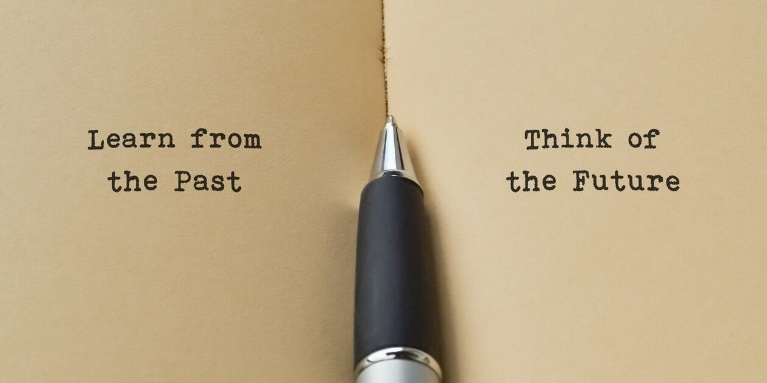 Learn from
the Past
Think of
the Future